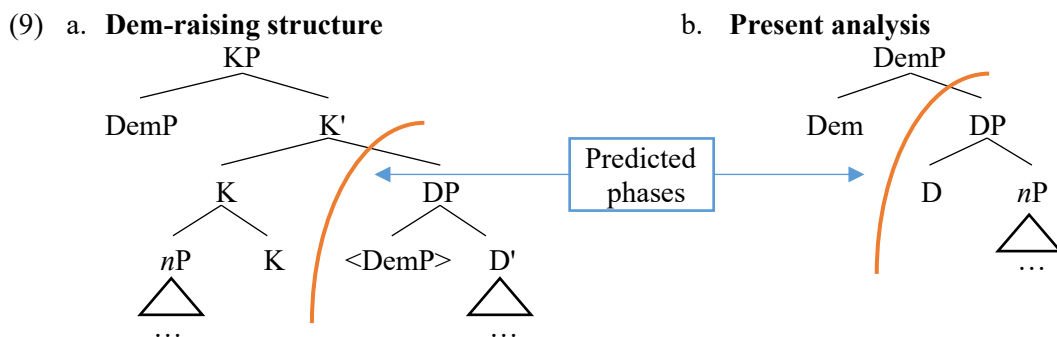 (9) a. Dem-raising structure b. Present analysis
KP DemP
DemP K' Dem DP
Predicted
phases
K DP D nP
nP K <DemP> D' …
… …